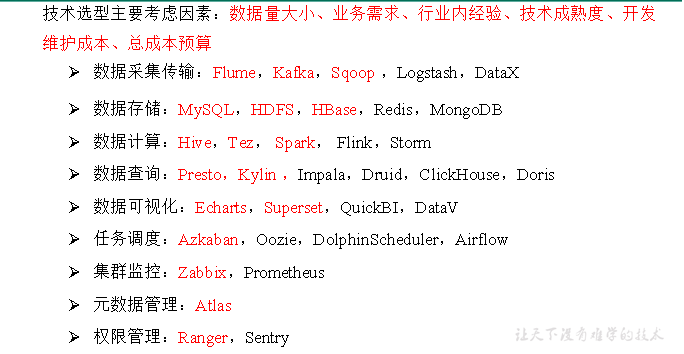 技术选型主要考虑因素：数据量大小、业务需求、行业内经验、技术成熟度、开发
维护成本、总成本预算
➢ 数据采集传输：Flume，Kafka，Sqoop，Logstash，DataX
➢ 数据存储：MySQL，HDFS，HBase，Redis，MongoDB
➢ 数据计算：Hive，Tez，Spark，Flink，Storm
➢ 数据查询：Presto，Kylin，Impala，Druid，ClickHouse，Doris
➢ 数据可视化：Echarts，Superset，QuickBI，DataV
➢ 任务调度：Azkaban，Oozie，DolphinScheduler，Airflow
➢ 集群监控：Zabbix，Prometheus
➢ 元数据管理：Atlas
➢ 权限管理：Ranger，Sentry
让天下没有难学的技术